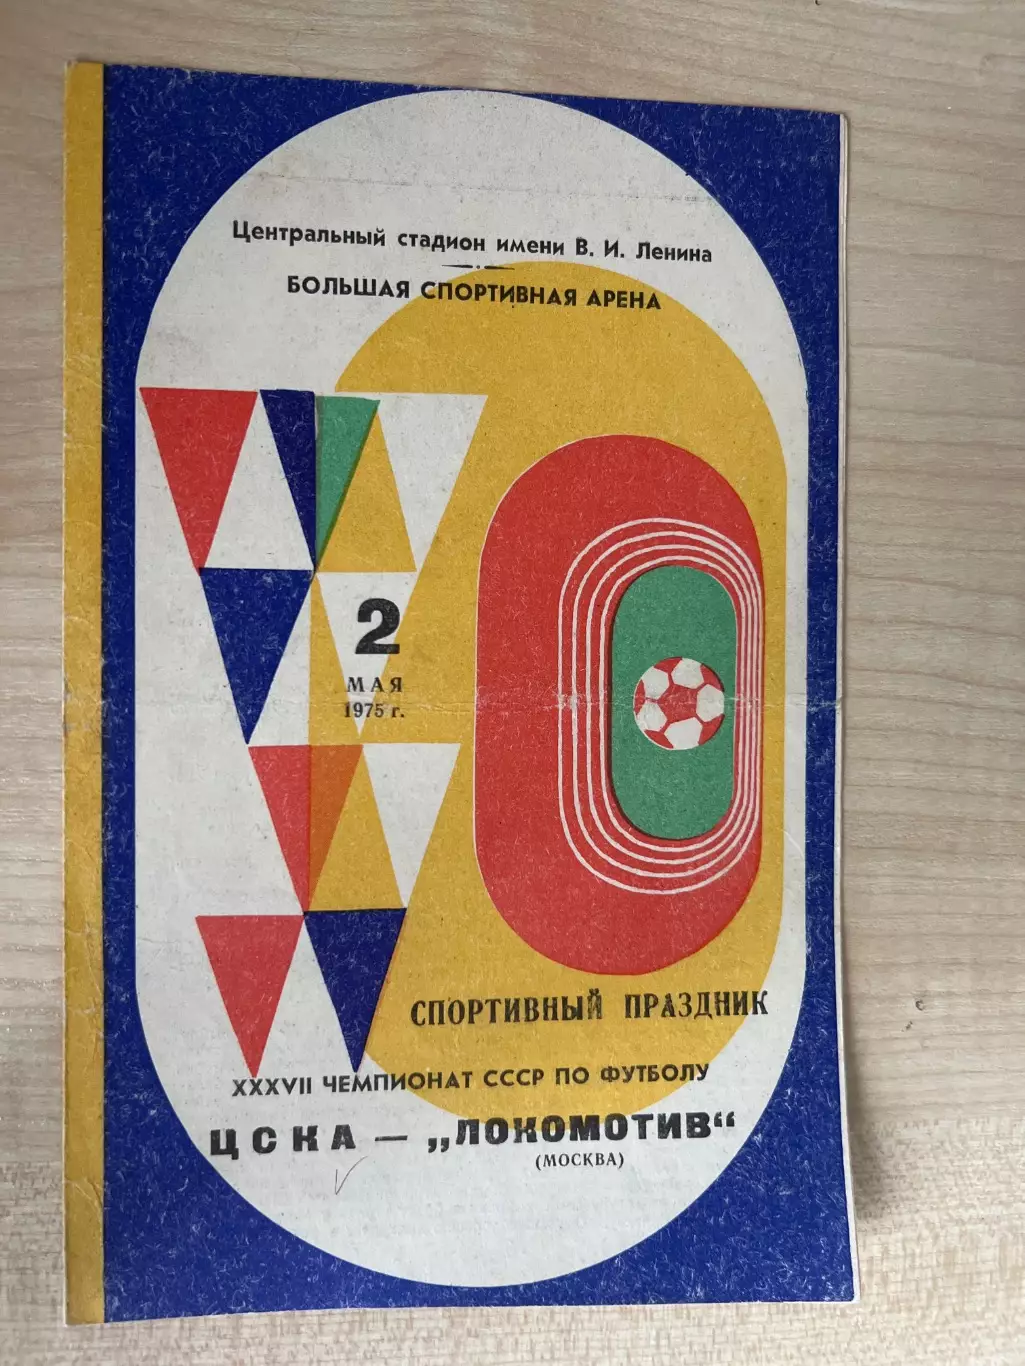 Центральный стадион имени В. И. Ленина
БОЛЬШАЯ СПОРТИВНАЯ АРЕНА
2
МАЯ
1975 г.
СПОРТИВНЫЙ ПРАЗДНИК
XXXVII ЧЕМПИОНАТ СССР ПО ФУТБОЛУ
ЦСКА — „ЛОКОМОТИВ“
(МОСКВА)